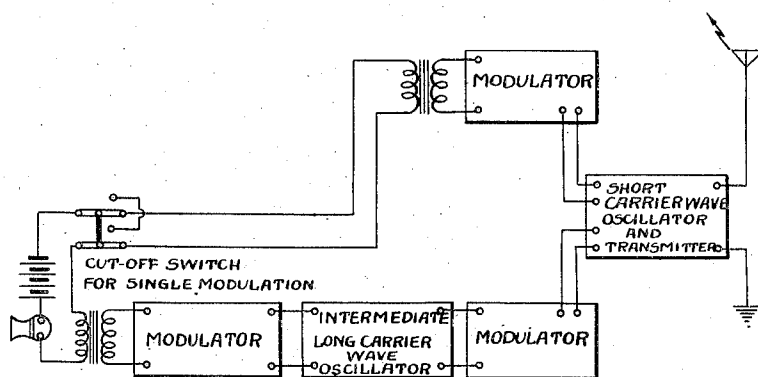 MODULATOR
SHORT
CARRIER WAVE
OSCILLATOR
AND
TRANSMITTER
CUT-OFF SWITCH
FOR SINGLE MODULATION
MODULATOR
INTERMEDIATE
LONG CARRIER
WAVE
OSCILLATOR
MODULATOR